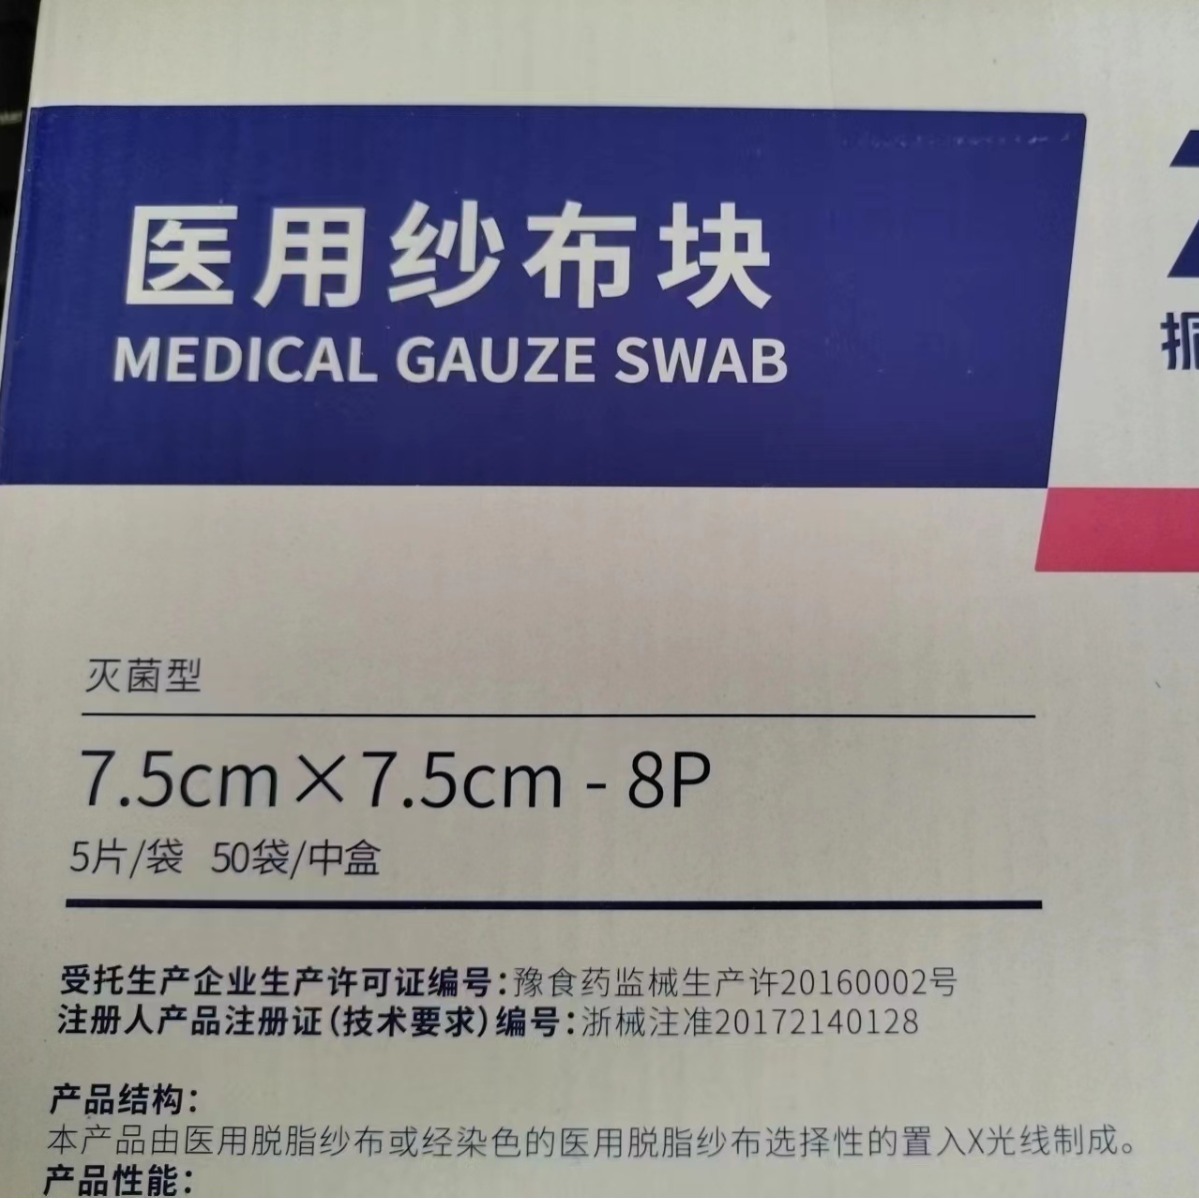 医用纱布块
MEDICAL GAUZE SWAB
振
灭菌型
7.5cm×7.5cm - 8P
5片/袋 50袋/中盒
受托生产企业生产许可证编号：豫食药监械生产许20160002号
注册人产品注册证（技术要求）编号：浙械注准20172140128
产品结构：
本产品由医用脱脂纱布或经染色的医用脱脂纱布选择性的置入X光线制成。
产品性能：